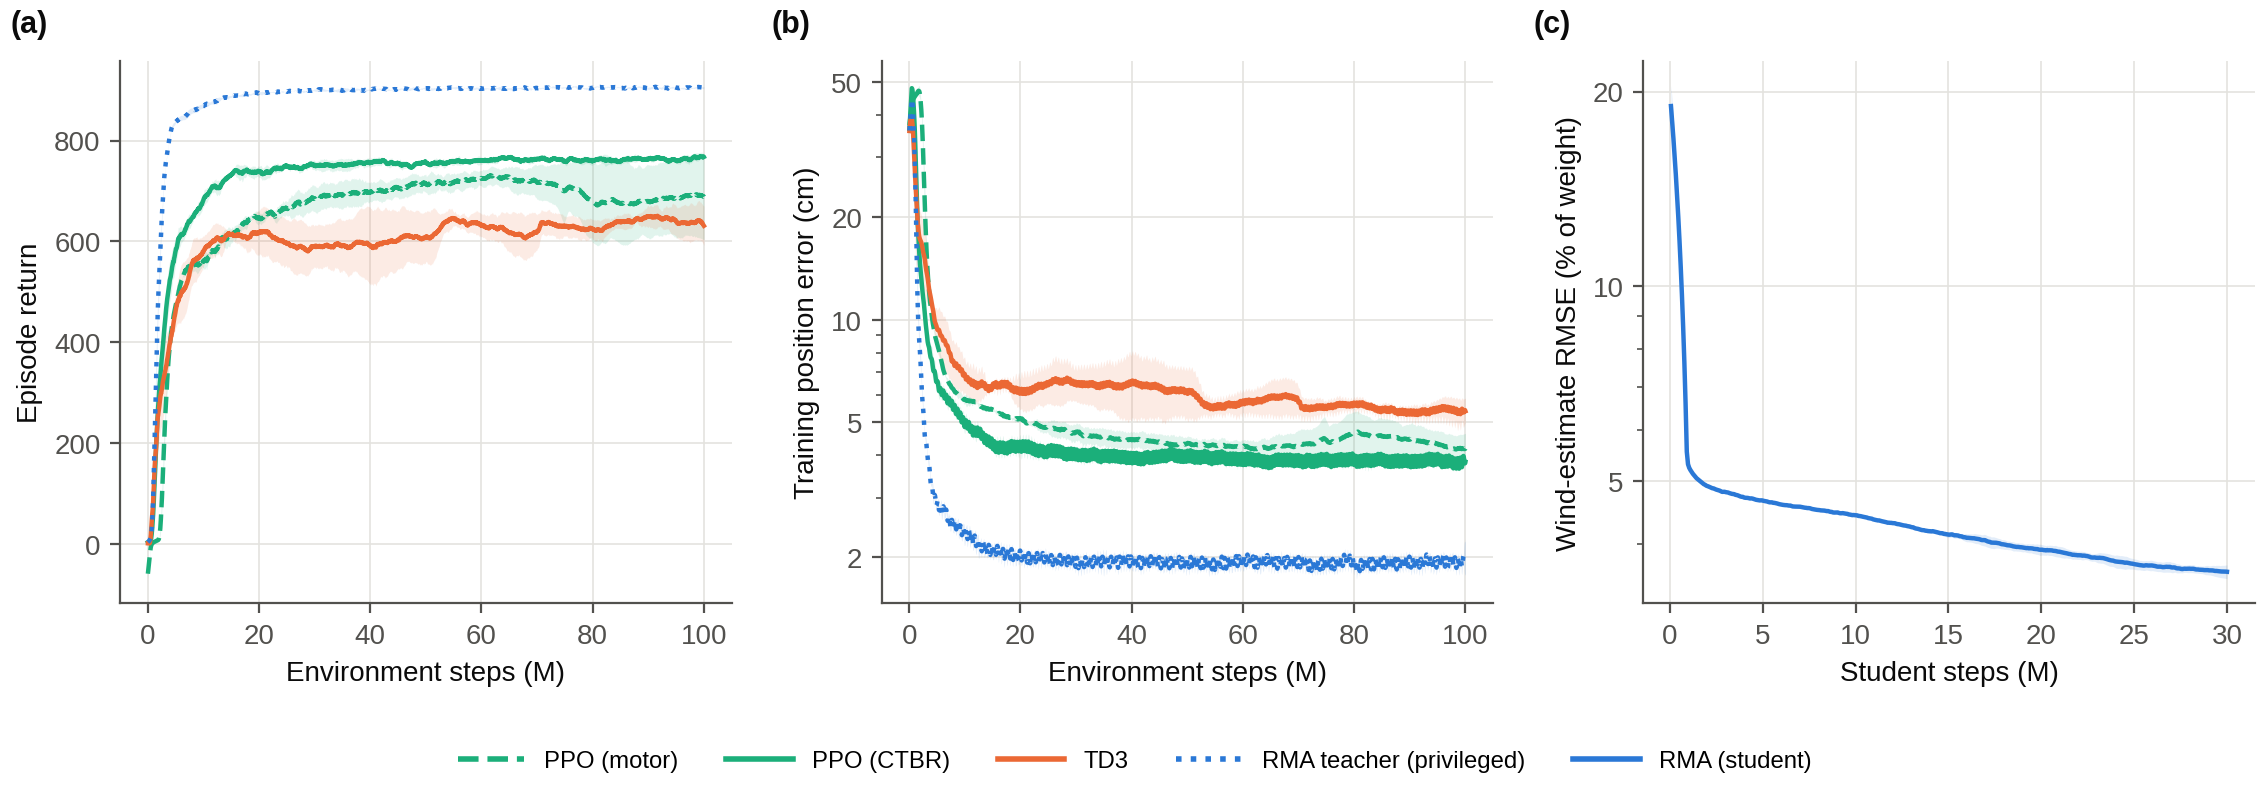 (a)
(b)
(c)
Episode return
800
600
400
200
0
0 20 40 60 80 100
Environment steps (M)
Training position error (cm)
50
20
10
5
2
0 20 40 60 80 100
Environment steps (M)
Wind-estimate RMSE (% of weight)
20
10
5
0 5 10 15 20 25 30
Student steps (M)
PPO (motor) PPO (CTBR) TD3 RMA teacher (privileged) RMA (student)